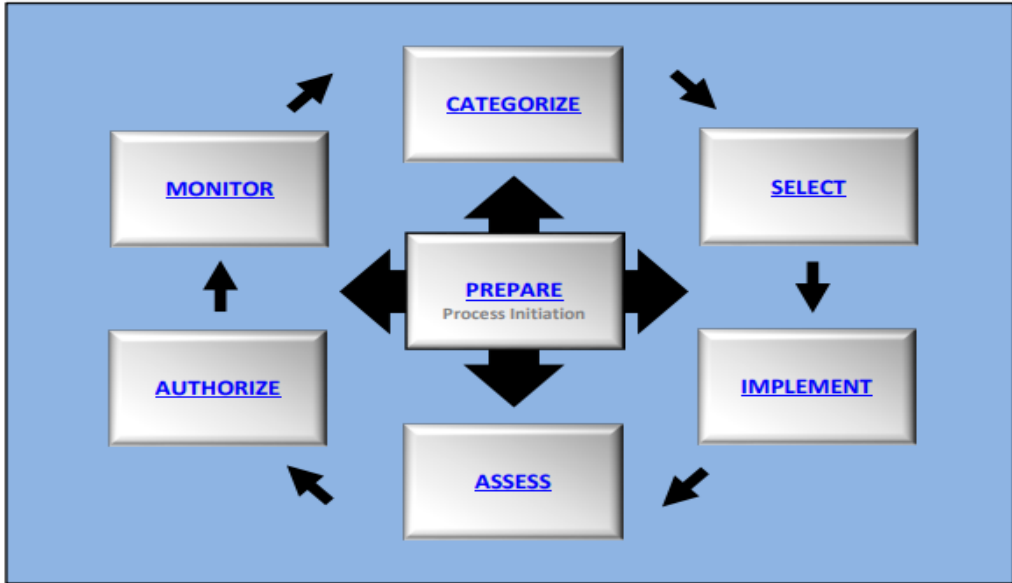 CATEGORIZE
MONITOR
SELECT
PREPARE
Process Initiation
AUTHORIZE
IMPLEMENT
ASSESS